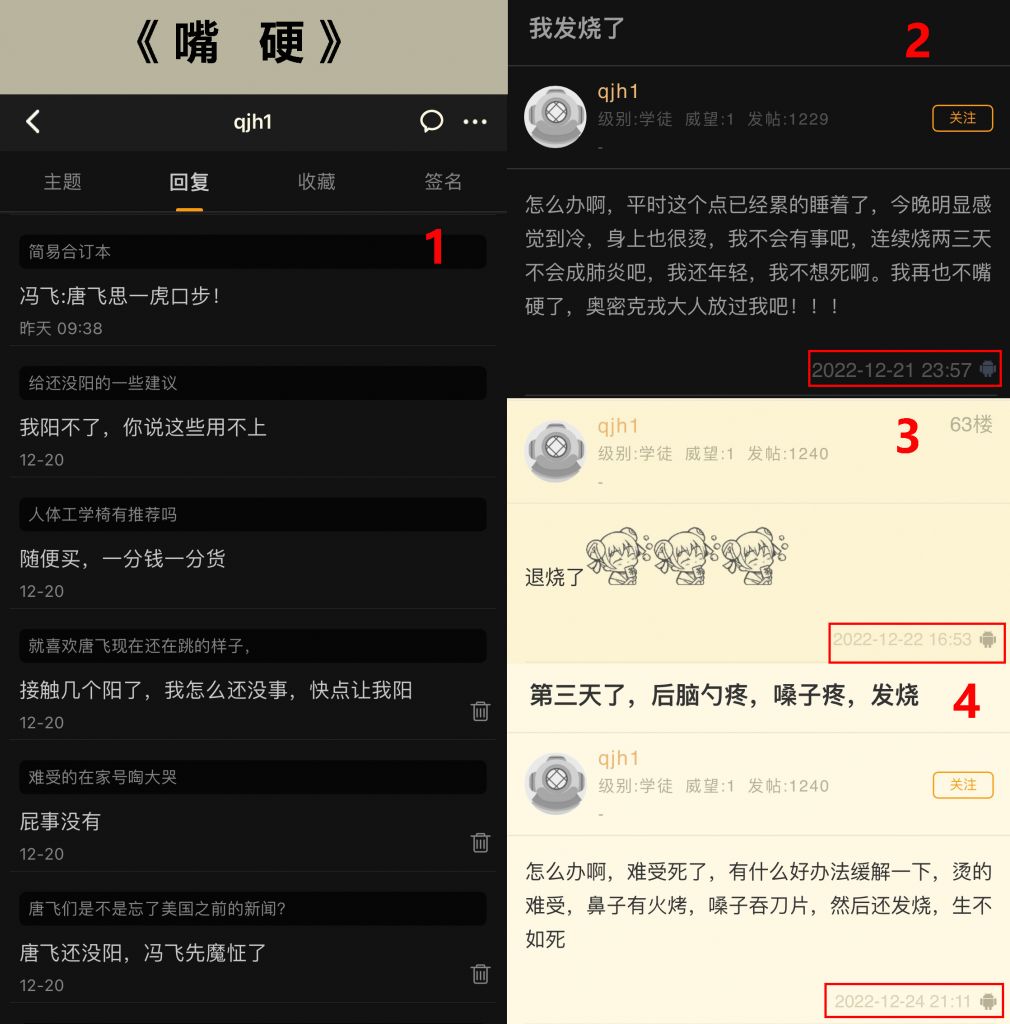 《嘴 硬》
qjh1
主题 回复 收藏 签名
1
简易合订本
冯飞:唐飞思一虎口步！
昨天 09:38
给还没阳的一些建议
我阳不了，你说这些用不上
12-20
人体工学椅有推荐吗
随便买，一分钱一分货
12-20
就喜欢唐飞现在还在跳的样子，
接触几个阳了，我怎么还没事，快点让我阳
12-20
难受的在家号啕大哭
屁事没有
12-20
唐飞们是不是忘了美国之前的新闻？
唐飞还没阳，冯飞先魔怔了
12-20
我发烧了
2
qjh1
级别:学徒 威望:1 发帖:1229
关注
-
怎么办啊，平时这个点已经累的睡着了，今晚明显感
觉到冷，身上也很烫，我不会有事吧，连续烧两三天
不会成肺炎吧，我还年轻，我不想死啊。我再也不嘴
硬了，奥密克戎大人放过我吧！！！
2022-12-21 23:57
qjh1
3
63楼
级别:学徒 威望:1 发帖:1240
-
退烧了
2022-12-22 16:53
第三天了，后脑勺疼，嗓子疼，发烧
4
qjh1
级别:学徒 威望:1 发帖:1240
关注
-
怎么办啊，难受死了，有什么好办法缓解一下，烫的
难受，鼻子有火烤，嗓子吞刀片，然后还发烧，生不
如死
2022-12-24 21:11